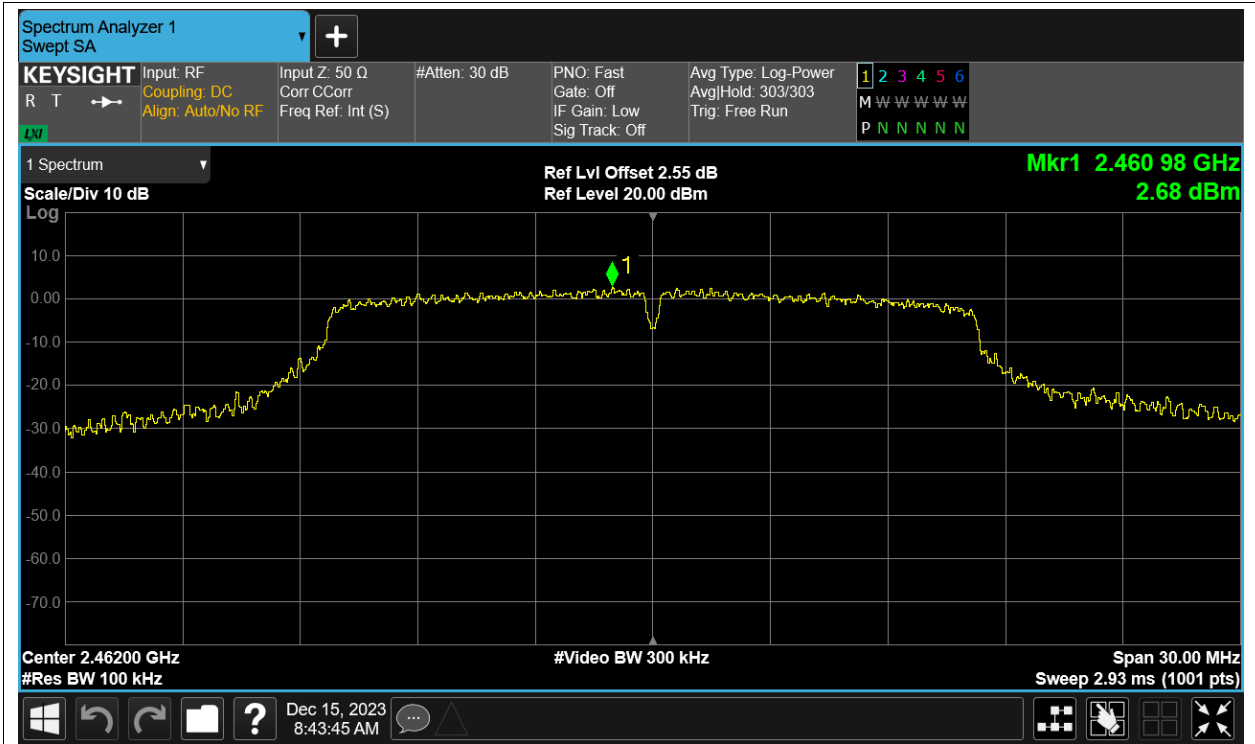 Spectrum Analyzer 1
Swept SA
KEYSIGHT
R T
LXI
Input: RF
Coupling: DC
Align: Auto/No RF
Input Z: 50 Ω
Corr CCorr
Freq Ref: Int (S)
#Atten: 30 dB
PNO: Fast
Gate: Off
IF Gain: Low
Sig Track: Off
Avg Type: Log-Power
Avg|Hold: 303/303
Trig: Free Run
1 2 3 4 5 6
M W W W W W
P N N N N N
1 Spectrum
Scale/Div 10 dB
Log
Ref Lvl Offset 2.55 dB
Ref Level 20.00 dBm
Mkr1 2.460 98 GHz
2.68 dBm
1
10.0
0.00
-10.0
-20.0
-30.0
-40.0
-50.0
-60.0
-70.0
Center 2.46200 GHz
#Video BW 300 kHz
Span 30.00 MHz
#Res BW 100 kHz
Sweep 2.93 ms (1001 pts)
?
Dec 15, 2023
8:43:45 AM